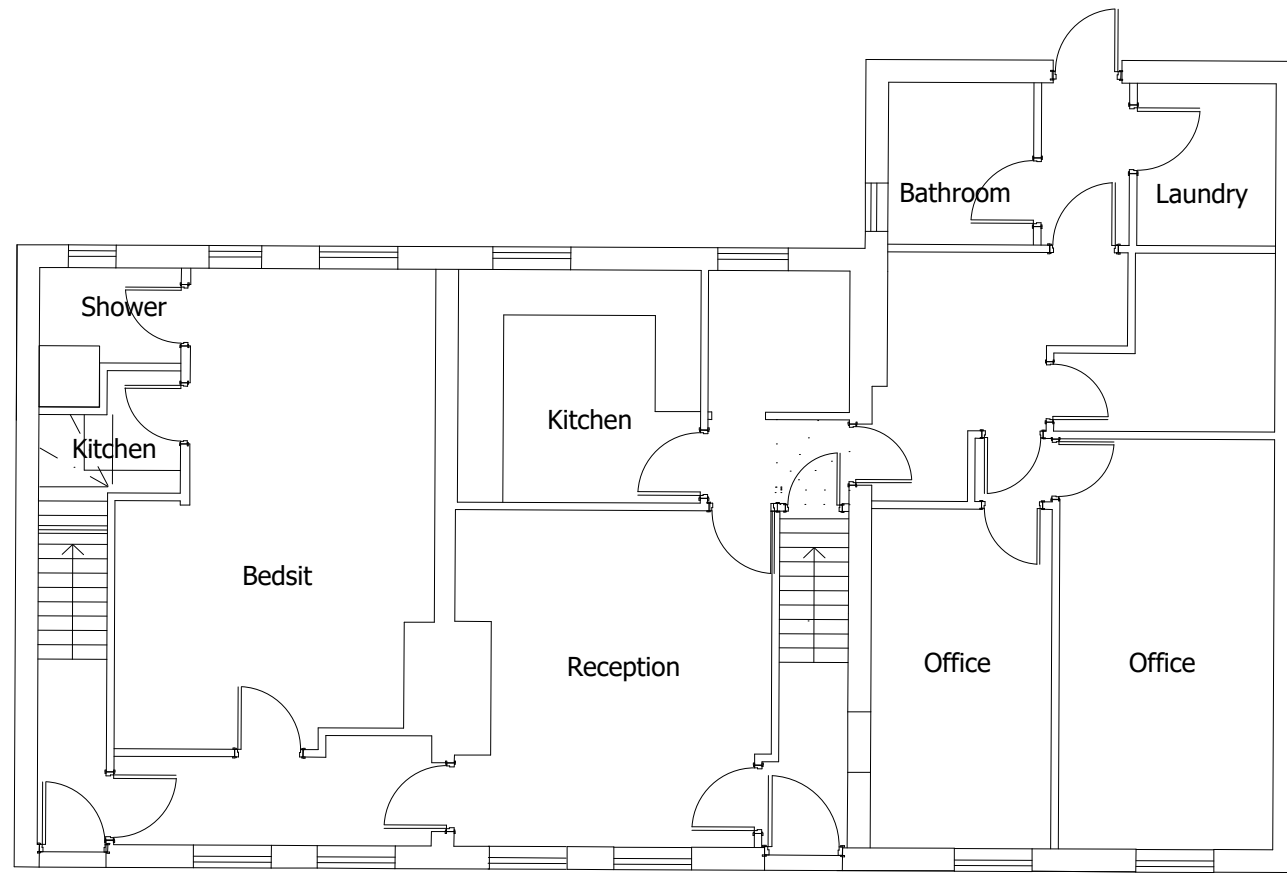 Bathroom
Laundry
Shower
Kitchen
Kitchen
Bedsit
Reception
Office
Office